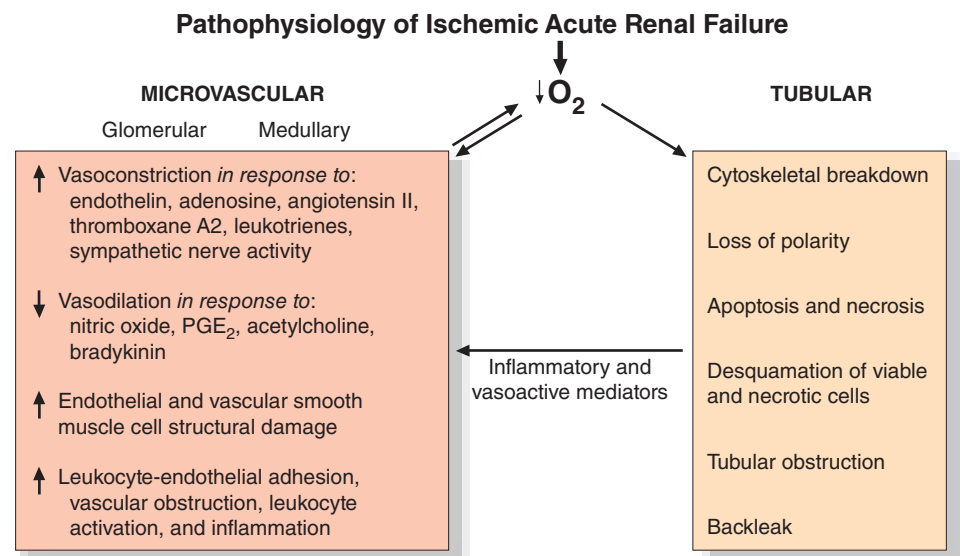 Pathophysiology of Ischemic Acute Renal Failure
↓O2
MICROVASCULAR
Glomerular Medullary
↑ Vasoconstriction in response to:
endothelin, adenosine, angiotensin II,
thromboxane A2, leukotrienes,
sympathetic nerve activity
↓ Vasodilation in response to:
nitric oxide, PGE2, acetylcholine,
bradykinin
↑ Endothelial and vascular smooth
muscle cell structural damage
↑ Leukocyte-endothelial adhesion,
vascular obstruction, leukocyte
activation, and inflammation
Inflammatory and
vasoactive mediators
TUBULAR
Cytoskeletal breakdown
Loss of polarity
Apoptosis and necrosis
Desquamation of viable
and necrotic cells
Tubular obstruction
Backleak